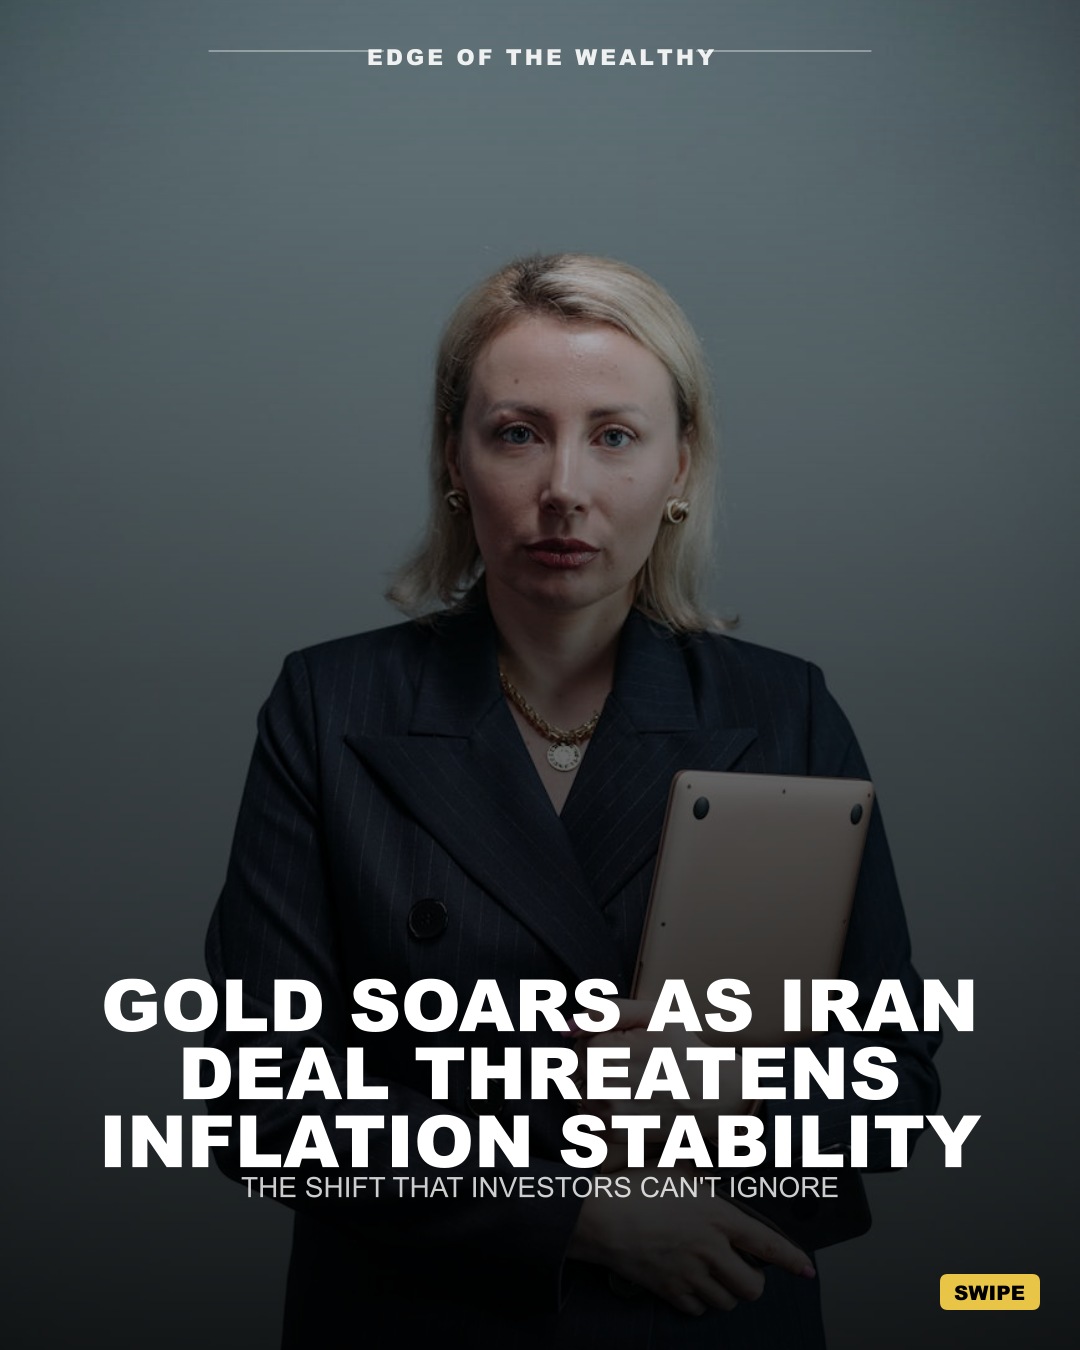 EDGE OF THE WEALTHY
GOLD SOARS AS IRAN
DEAL THREATENS
INFLATION STABILITY
THE SHIFT THAT INVESTORS CAN'T IGNORE
SWIPE